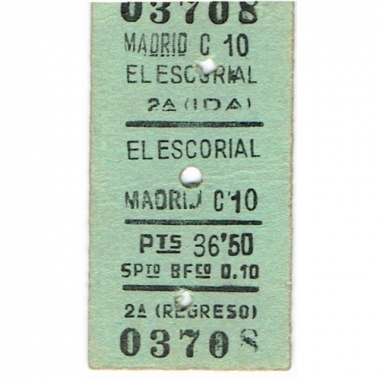 03708
MADRID C 10
EL ESCORIAL
2A (IDA)
EL ESCORIAL
MADRID C 10
PTS 36'50
SPTO BFCO 0.10
2A (REGRESO)
03708